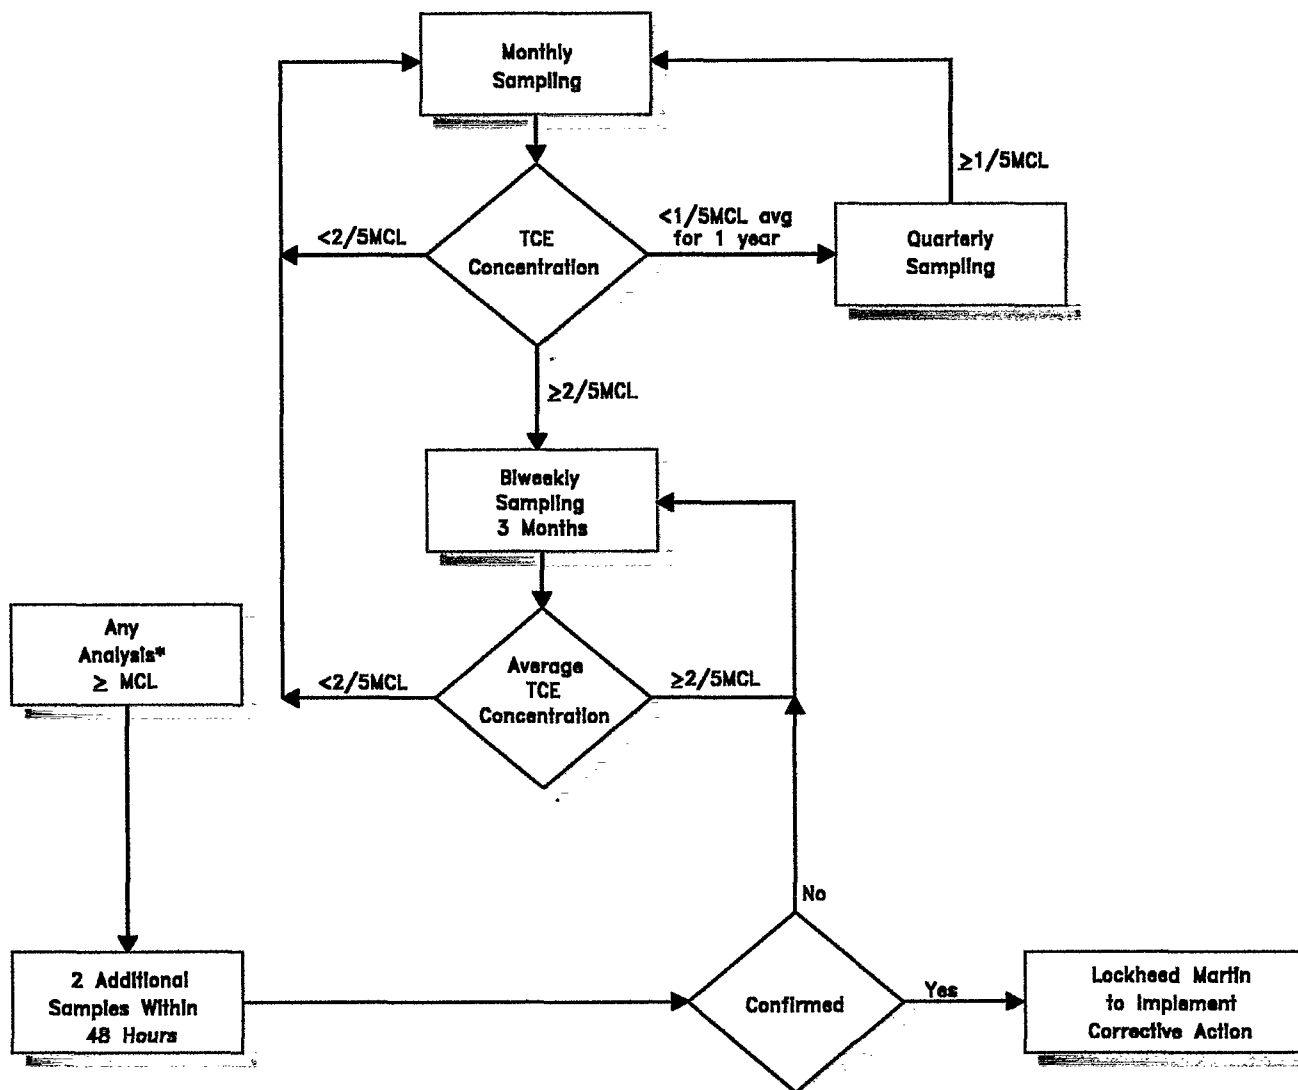 Monthly
Sampling
≥1/5MCL
<2/5MCL
TCE
Concentration
<1/5MCL avg
for 1 year
Quarterly
Sampling
≥2/5MCL
Biweekly
Sampling
3 Months
Any
Analysis*
≥ MCL
<2/5MCL
Average
TCE
Concentration
≥2/5MCL
No
2 Additional
Samples Within
48 Hours
Confirmed
Yes
Lockheed Martin
to Implement
Corrective Action